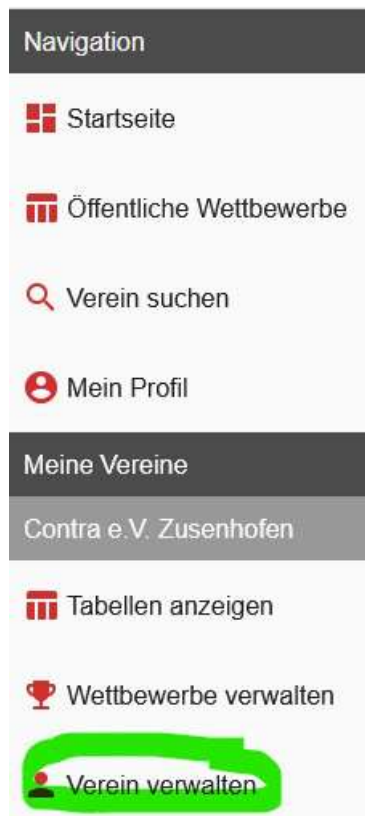 Navigation
Startseite
Öffentliche Wettbewerbe
Verein suchen
Mein Profil
Meine Vereine
Contra e.V. Zusenhofen
Tabellen anzeigen
Wettbewerbe verwalten
Verein verwalten